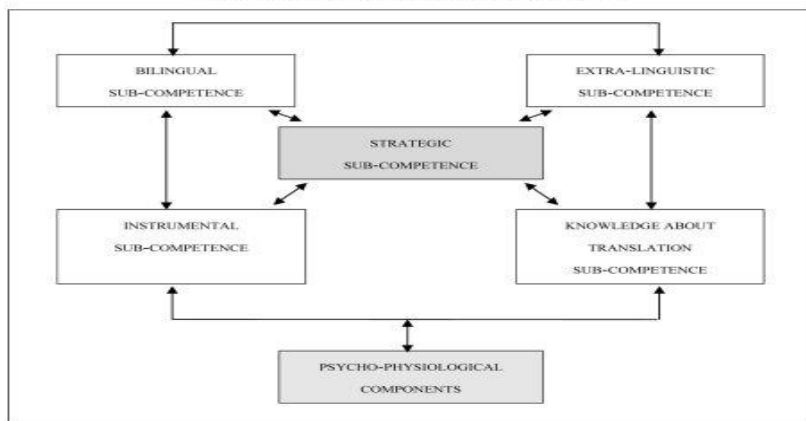 BILINGUAL
SUB-COMPETENCE
EXTRA-LINGUISTIC
SUB-COMPETENCE
STRATEGIC
SUB-COMPETENCE
INSTRUMENTAL
SUB-COMPETENCE
KNOWLEDGE ABOUT
TRANSLATION
SUB-COMPETENCE
PSYCHO-PHYSIOLOGICAL
COMPONENTS